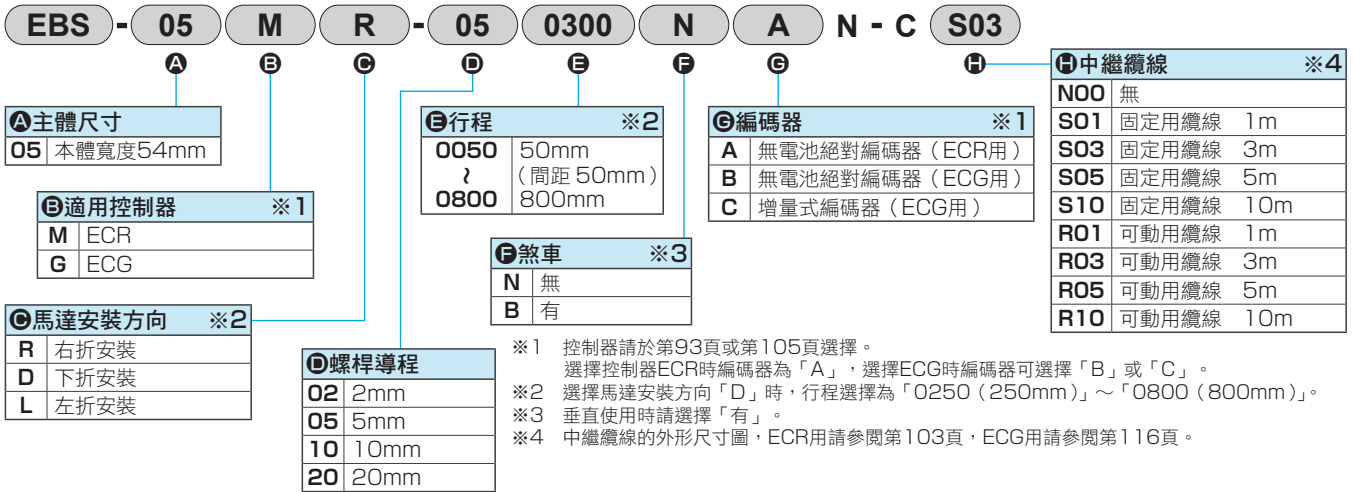 EBS - 05 M R - 05 0300 N A N - C S03
A B C D E F G H
A主體尺寸
05 本體寬度54mm
B適用控制器 ※1
M ECR
G ECG
C馬達安裝方向 ※2
R 右折安裝
D 下折安裝
L 左折安裝
D螺桿導程
02 2mm
05 5mm
10 10mm
20 20mm
E行程 ※2
0050 50mm
~ (間距 50mm)
0800 800mm
F煞車 ※3
N 無
B 有
G編碼器 ※1
A 無電池絕對編碼器(ECR用)
B 無電池絕對編碼器(ECG用)
C 增量式編碼器(ECG用)
H中繼纜線 ※4
N00 無
S01 固定用纜線 1m
S03 固定用纜線 3m
S05 固定用纜線 5m
S10 固定用纜線 10m
R01 可動用纜線 1m
R03 可動用纜線 3m
R05 可動用纜線 5m
R10 可動用纜線 10m
※1 控制器請於第93頁或第105頁選擇。
選擇控制器ECR時編碼器為「A」,選擇ECG時編碼器可選擇「B」或「C」。
※2 選擇馬達安裝方向「D」時,行程選擇為「0250(250mm)」~「0800(800mm)」。
※3 垂直使用時請選擇「有」。
※4 中繼纜線的外形尺寸圖,ECR用請參閱第103頁,ECG用請參閱第116頁。